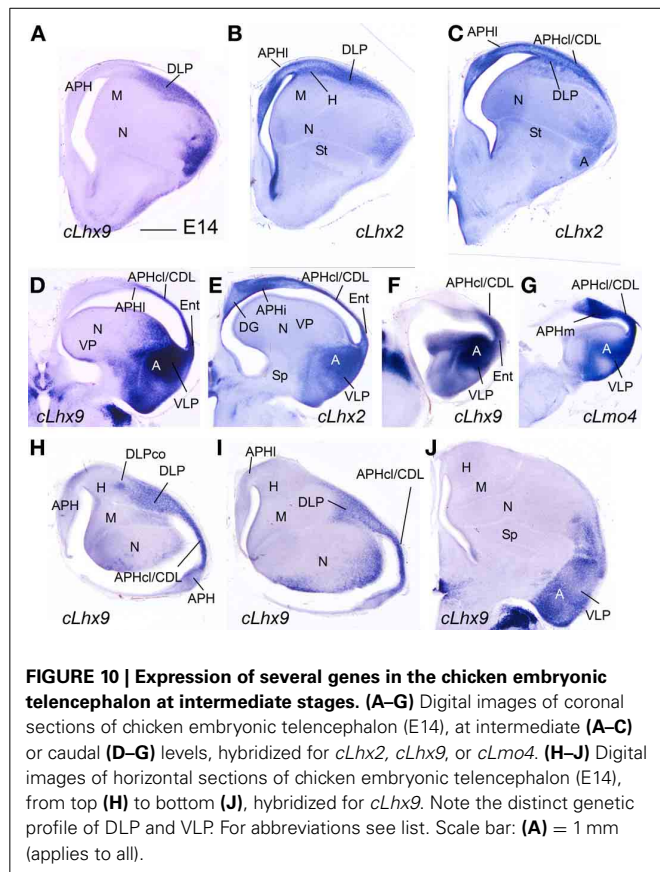 A
APH
DLP
M
N
cLhx9
E14
B
APHl
DLP
M
H
N
St
cLhx2
C
APHl
APHcl/CDL
DLP
N
St
A
cLhx2
D
APHcl/CDL
APHl
Ent
N
VP
A
VLP
cLhx9
E
APHcl/CDL
APHi
Ent
DG
N
VP
A
Sp
VLP
cLhx2
F
APHcl/CDL
A
VLP
Ent
cLhx9
G
APHcl/CDL
APHm
A
VLP
cLmo4
H
DLPco
DLP
H
APH
M
N
APHcl/CDL
APH
cLhx9
I
APHl
H
DLP
M
APHcl/CDL
N
cLhx9
J
H
M
N
Sp
A
VLP
cLhx9
FIGURE 10 | Expression of several genes in the chicken embryonic
telencephalon at intermediate stages. (A–G) Digital images of coronal
sections of chicken embryonic telencephalon (E14), at intermediate (A–C)
or caudal (D–G) levels, hybridized for cLhx2, cLhx9, or cLmo4. (H–J) Digital
images of horizontal sections of chicken embryonic telencephalon (E14),
from top (H) to bottom (J), hybridized for cLhx9. Note the distinct genetic
profile of DLP and VLP. For abbreviations see list. Scale bar: (A) = 1 mm
(applies to all).